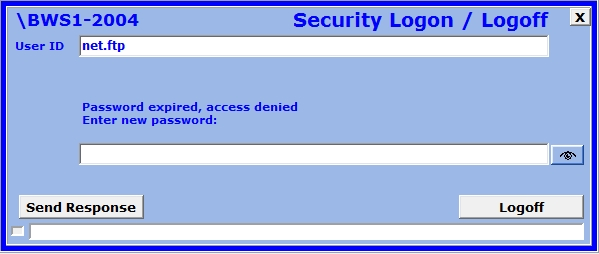 \BWS1-2004 Security Logon / Logoff X
User ID net.ftp
Password expired, access denied
Enter new password:
Send Response Logoff